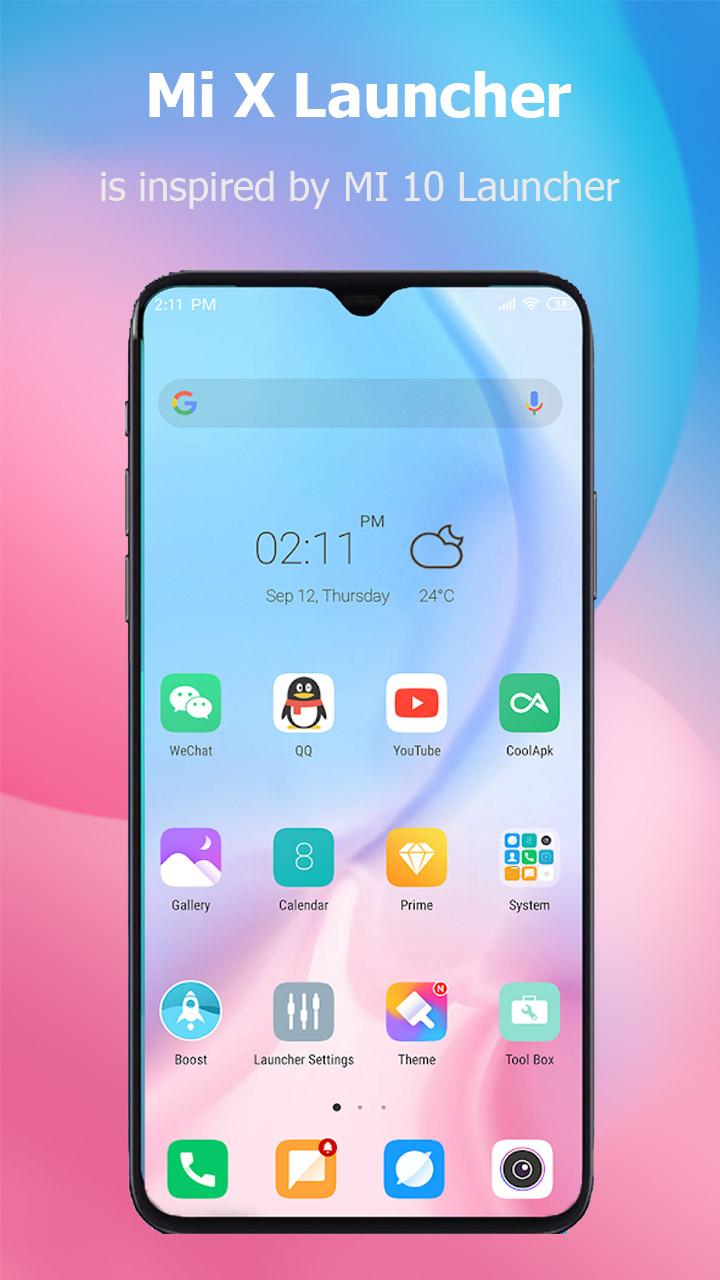 Mi X Launcher
is inspired by MI 10 Launcher
2:11 PM
38
02:11 PM
Sep 12, Thursday 24°C
WeChat QQ YouTube CoolApk
8
Gallery Calendar Prime System
N
Boost Launcher Settings Theme Tool Box